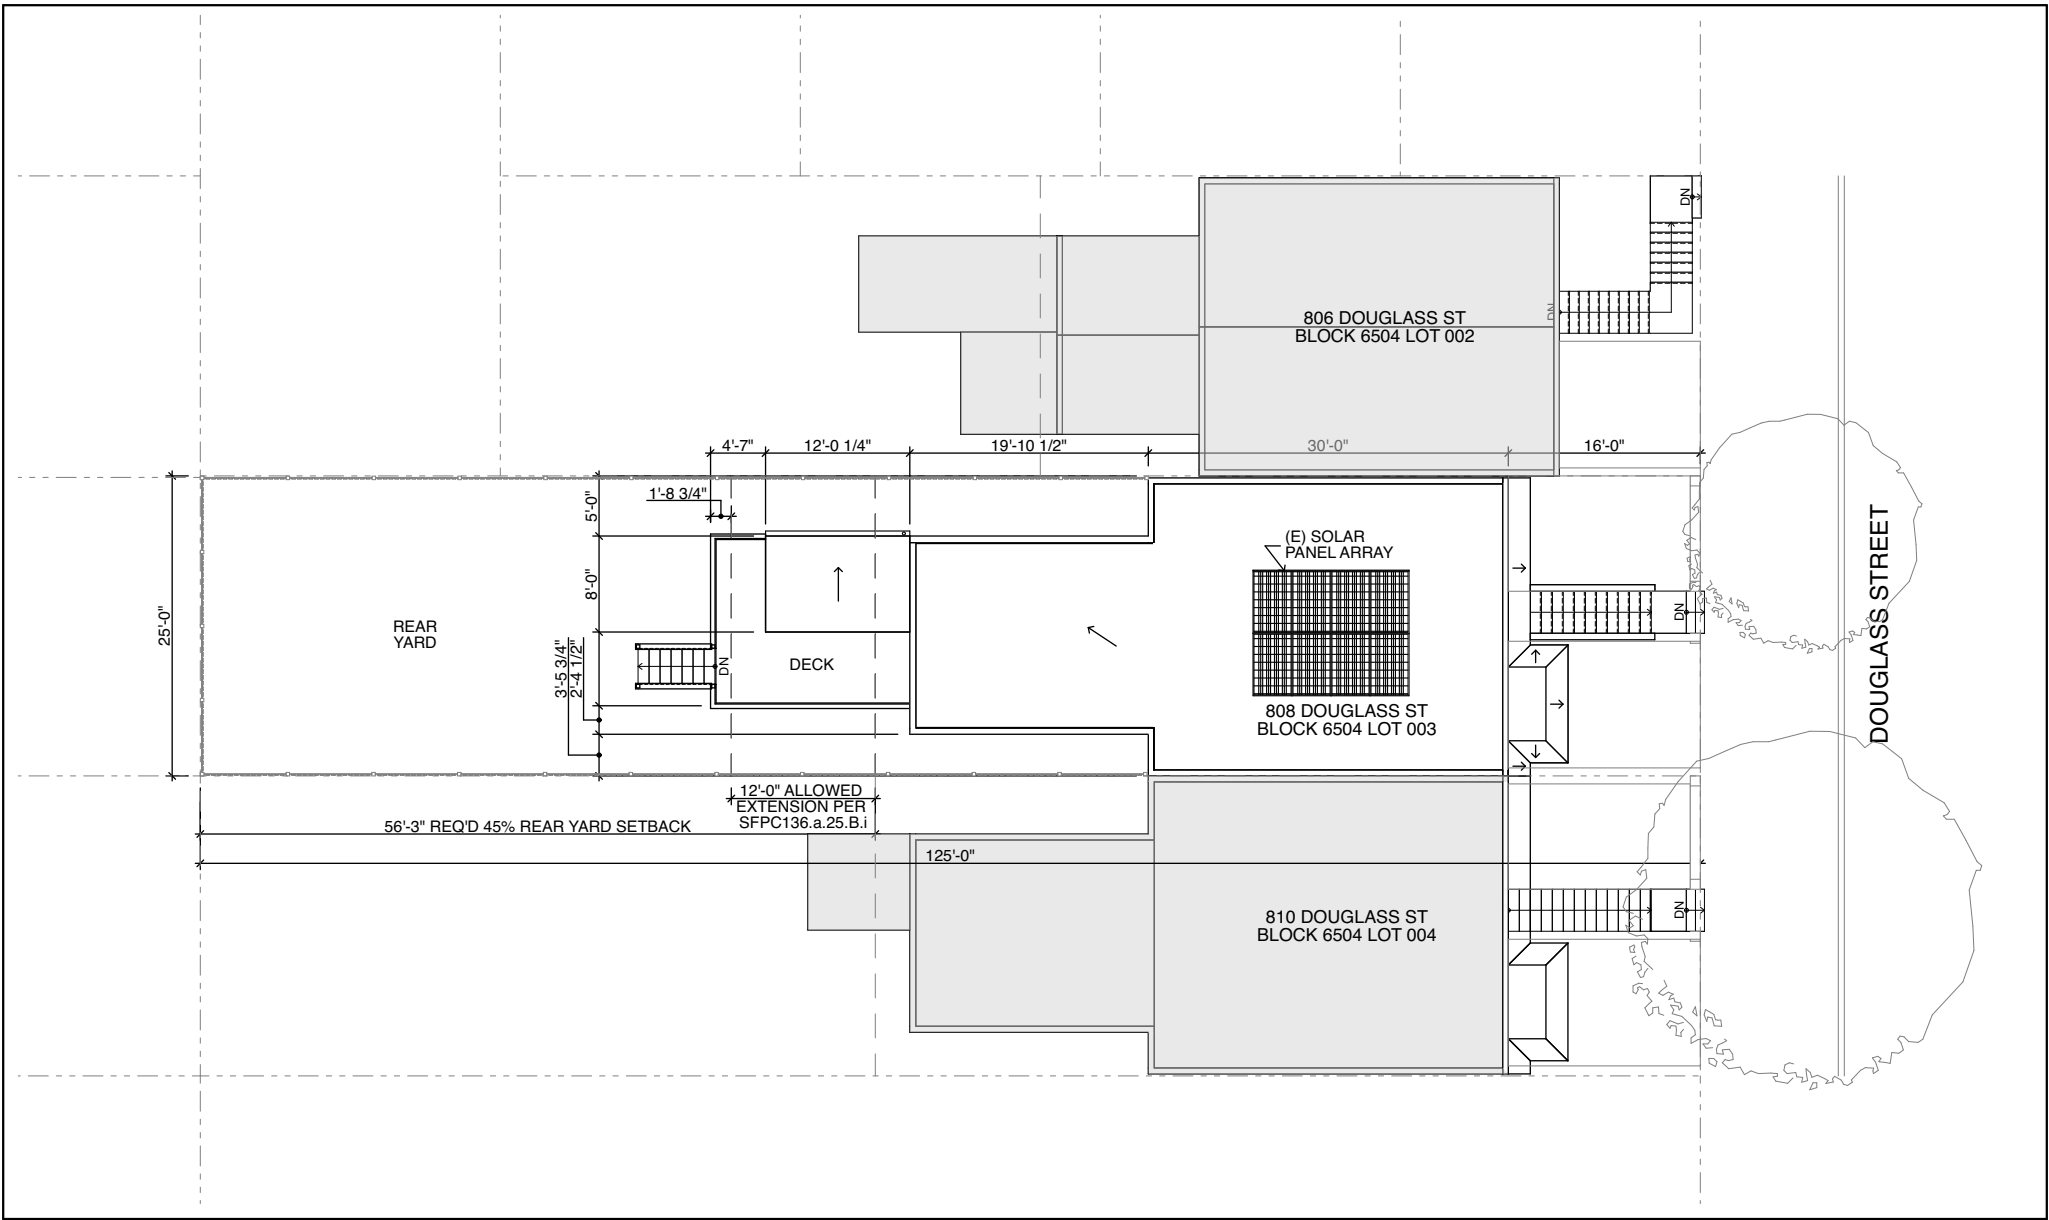 DN
806 DOUGLASS ST
BLOCK 6504 LOT 002
DN
4'-7"
12'-0 1/4"
19'-10 1/2"
30'-0"
16'-0"
1'-8 3/4"
5'-0"
(E) SOLAR
PANEL ARRAY
8'-0"
25'-0"
REAR
YARD
DN
DOUGLASS STREET
3'-5 3/4"
2'-4 1/2"
DN
DECK
808 DOUGLASS ST
BLOCK 6504 LOT 003
12'-0" ALLOWED
EXTENSION PER
SFPC136.a.25.B.i
56'-3" REQ'D 45% REAR YARD SETBACK
125'-0"
810 DOUGLASS ST
BLOCK 6504 LOT 004
DN